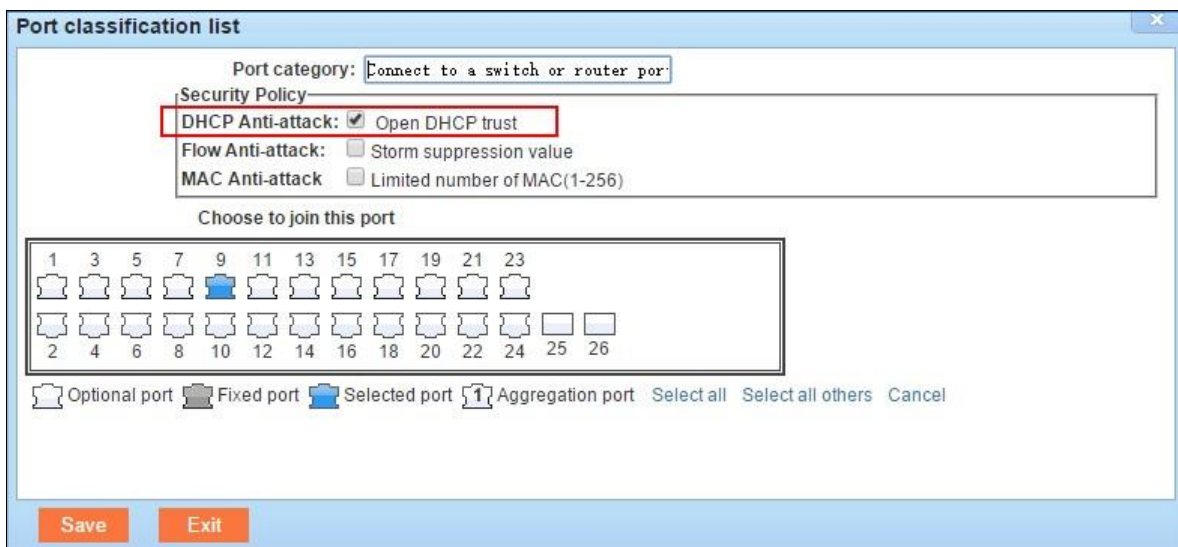 Port classification list
Port category: Connect to a switch or router por
Security Policy
DHCP Anti-attack: Open DHCP trust
Flow Anti-attack: Storm suppression value
MAC Anti-attack Limited number of MAC(1-256)
Choose to join this port
1 3 5 7 9 11 13 15 17 19 21 23
2 4 6 8 10 12 14 16 18 20 22 24 25 26
Optional port Fixed port Selected port 1 Aggregation port Select all Select all others Cancel
Save Exit